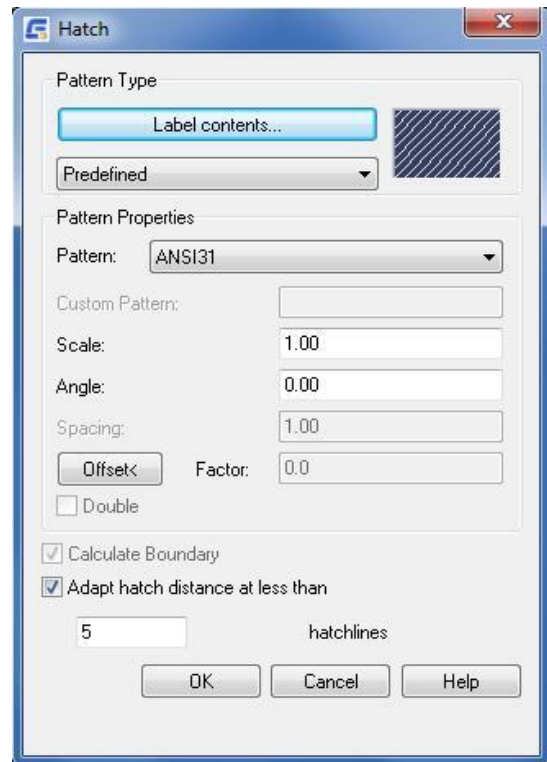 Hatch
Pattern Type
Label contents...
Predefined
Pattern Properties
Pattern: ANSI31
Custom Pattern:
Scale: 1.00
Angle: 0.00
Spacing: 1.00
Offset< Factor: 0.0
Double
Calculate Boundary
Adapt hatch distance at less than
5 hatchlines
OK Cancel Help